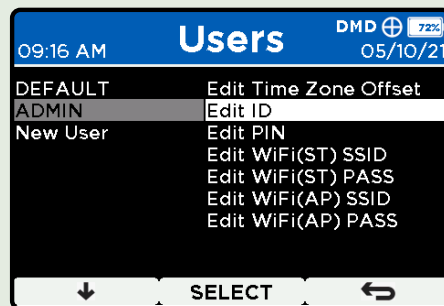 09:16 AM
Users
DMD 72%
05/10/21
DEFAULT
ADMIN
New User
Edit Time Zone Offset
Edit ID
Edit PIN
Edit WiFi(ST) SSID
Edit WiFi(ST) PASS
Edit WiFi(AP) SSID
Edit WiFi(AP) PASS
SELECT